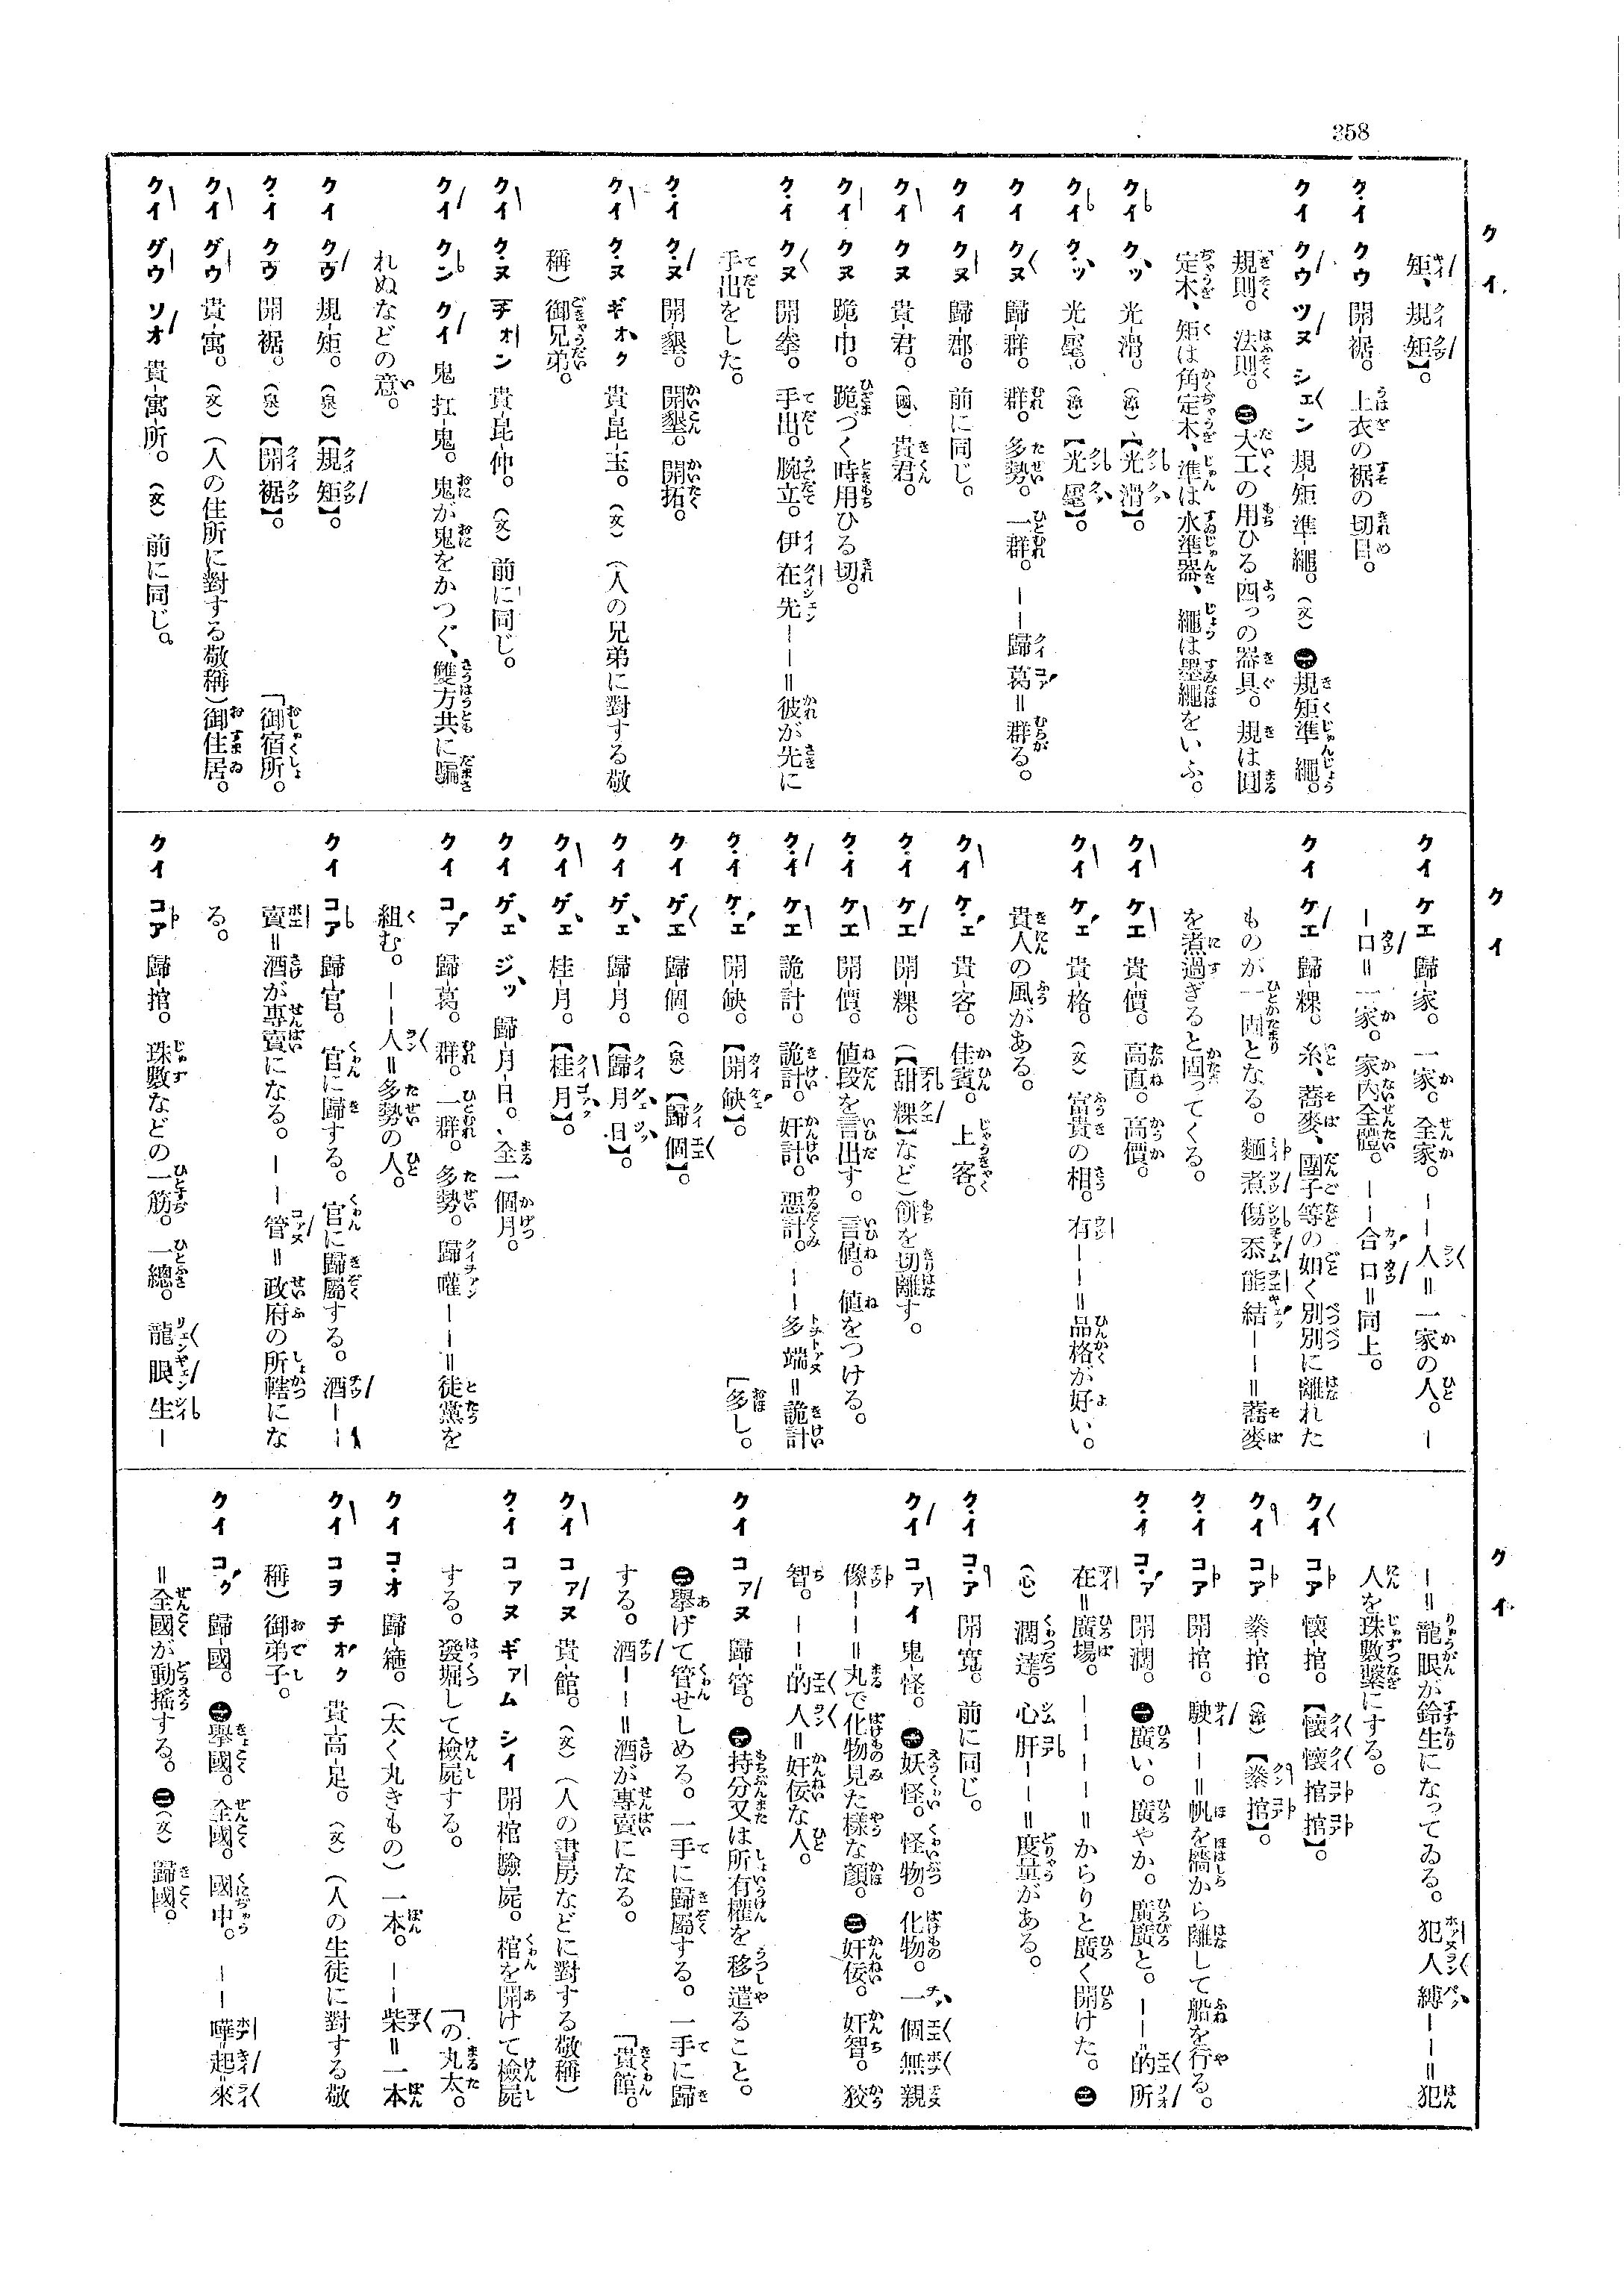 358
ク イ
矩、規矩】。
クイ クウ 開-裾。上衣の裾の切目。
クイ クウ ツヌ シェン 規-矩 準-繩。(文) ㊀規矩準繩。
規則。法則。㊁大工の用ひる四つの器具。規は圓
定木、矩は角定木、準は水準器、繩は墨繩をいふ。
クイ クッ 光-滑。(漳)【光滑】。
クイ クッ 光-魔。(漳)【光魔】。
クイ クヌ 歸-群。群。多勢。一群。――歸葛=群る。
クイ クヌ 歸-郡。前に同じ。
クイ クヌ 貴-君。(國)貴君。
クイ クヌ 跪-巾。跪づく時用ひる切。
クイ クヌ 開-拳。手出。腕立。伊在先――=彼が先に
手出をした。
クイ クヌ 開-墾。開墾。開拓。
クイ クヌ ギオク 貴-昆-玉。(文)(人の兄弟に對する敬
稱)御兄弟。
クイ クヌ チオン 貴-昆-仲。(文)前に同じ。
クイ クン クイ 鬼 扛-鬼。鬼が鬼をかつぐ、雙方共に騙
れぬなどの意。
クイ クウ 規-矩。(泉)【規矩】。
クイ クウ 開-裾。(泉)【開裾】。 「御宿所。
クイ グウ 貴-寓。(文)(人の住所に對する敬稱)御住居。
クイ グウ ソオ 貴-寓-所。(文)前に同じ。
ク イ
クイ ケエ 歸-家。一家。全家。――人=一家の人。―
―口=一家。家內全體。――合口=同上。
クイ ケエ 歸-粿。糸、蕎麥、團子等の如く別別に離れた
ものが一固となる。麵煮傷忝能結――=蕎麥
を煮過ぎると固ってくる。
クイ ケエ 貴-價。高直。高價。
クイ ケェ 貴-格。(文)富貴の相。有――=品格が好い。
貴人の風がある。
クイ ケェ 貴-客。佳賓。上客。
クイ ケエ 開-粿。(【甜粿】など)餅を切離す。
クイ ケエ 開-價。値段を言出す。言値。値をつける。
クイ ケエ 詭-計。詭計。奸計。惡計。――多端=詭計
クイ ケェ 開-缺。【開缺】。 「多し。
クイ ゲエ 歸-個。(泉)【歸個】。
クイ ゲェ 歸-月。【歸月日】。
クイ ゲェ 桂-月。【桂月】。
クイ ゲェ ジッ 歸-月-日。全一個月。
クイ コァ 歸-葛。群。一群。多勢。歸囄――=徒黨を
組む。――人=多勢の人。
クイ コア 歸-官。官に歸する。官に歸屬する。酒――
賣=酒が專賣になる。――管=政府の所轄にな
る。
クイ コア 歸-捾。珠數などの一筋。一總。龍眼生―
ク イ
―=龍眼が鈴生になってゐる。犯人縛――=犯
人を珠數繫にする。
クイ コア 懷-捾。【懷懷捾捾】。
クイ コア 豢-捾。(漳)【豢捾】。
クイ コア 開-捾。駛――=帆を檣から離して船を行る。
クイ コァ 開-濶。㊀廣い。廣やか。廣廣と。――的所
在=廣場。――――=からりと廣く開けた。㊁
(心)濶達。心肝――=度量がある。
クイ コア 開-寬。前に同じ。
クイ コアイ 鬼-怪。㊀妖怪。怪物。化物。一個無親
像――=丸で化物見た樣な顏。㊁奸佞。奸智。狡
智。――的人=奸佞な人。
クイ コアヌ 歸-管。㊀持分又は所有權を移遣ること。
㊁擧げて管せしめる。一手に歸屬する。一手に歸
する。酒――=酒が專賣になる。 「貴館。
クイ コアヌ 貴-館。(文)(人の書房などに對する敬稱)
クイ コアヌ ギアム シイ 開-棺-驗-屍。棺を開けて檢屍
する。發掘して檢屍する。 「の丸太。
クイ コオ 歸-箍。(太く丸きもの)一本。――柴=一本
クイ コヲ チオク 貴-高-足。(文)(人の生徒に對する敬
稱)御弟子。
クイ コク 歸-國。㊀擧國。全國。國中。――嘩-起-來
=全國が動搖する。㊁(文)歸國。